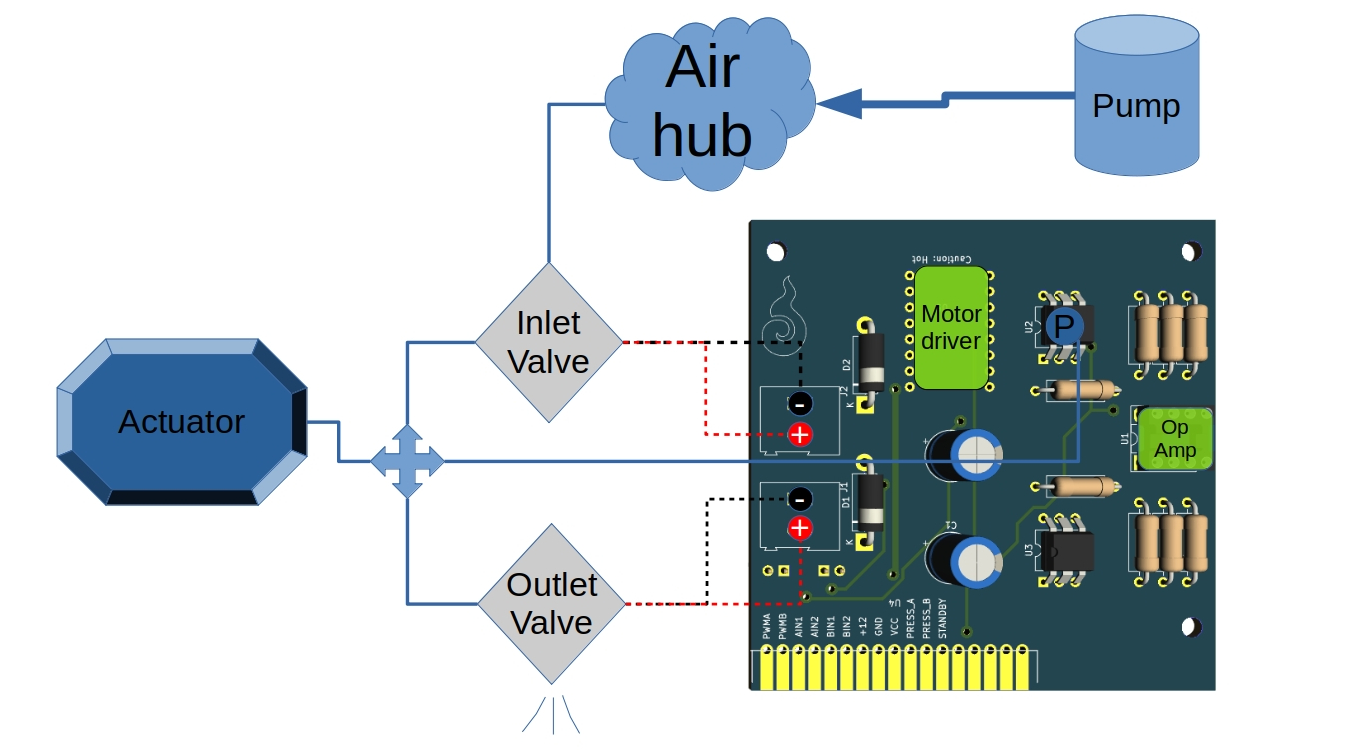 Air
hub
Pump
Caution: Hot
Motor
driver
U2
P
Inlet
Valve
D2
J2
K
-
+
Actuator
U1
Op
Amp
+
D1
J1
-
+
K
C1
+
U3
Outlet
Valve
U4
PWMA
PWMB
AIN1
AIN2
BIN1
BIN2
+12
GND
VCC
PRESS_A
PRESS_B
STANDBY